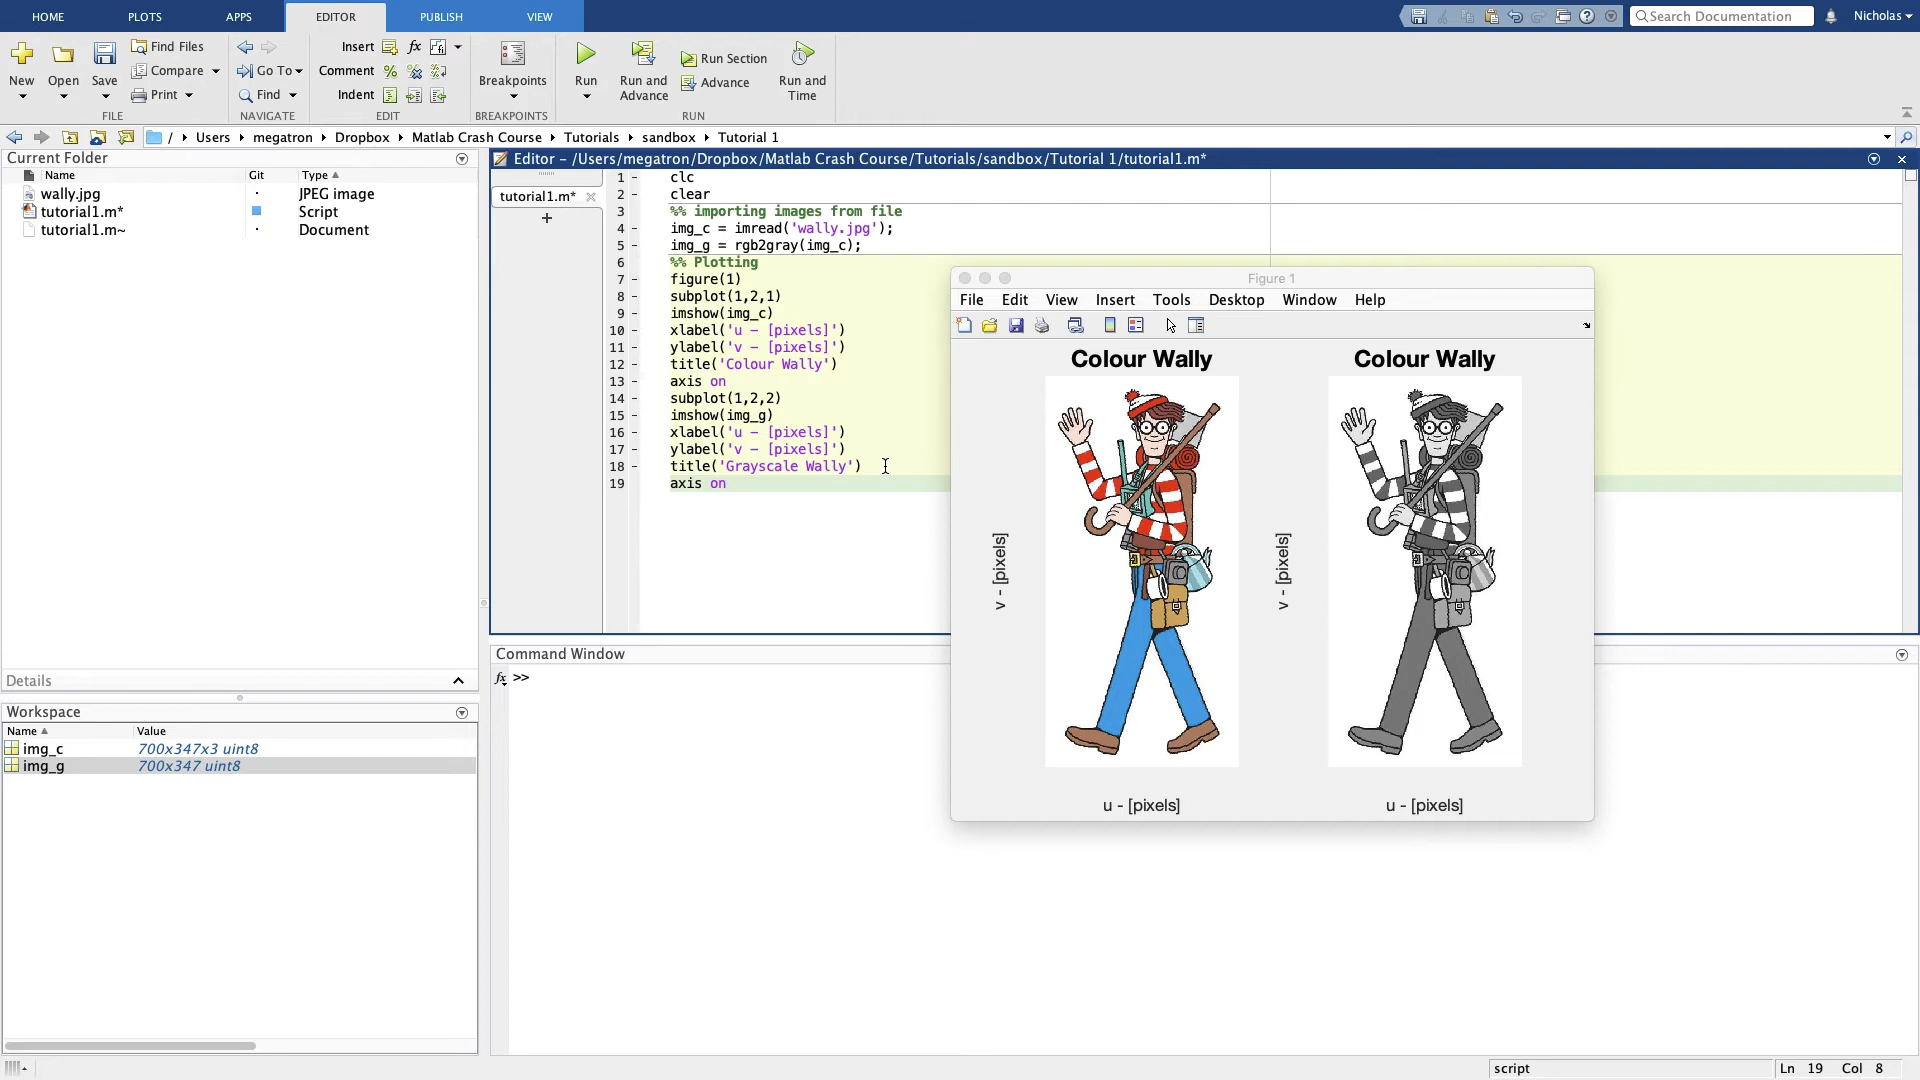 HOME PLOTS APPS EDITOR PUBLISH VIEW
Search Documentation
Nicholas
New
Open
Save
Find Files
Compare
Print
FILE
Go To
Find
NAVIGATE
Insert
Comment
Indent
EDIT
Breakpoints
BREAKPOINTS
Run
Run and
Advance
Run Section
Advance
Run and
Time
RUN
/ Users megatron Dropbox Matlab Crash Course Tutorials sandbox Tutorial 1
Current Folder
Name Git Type
wally.jpg JPEG image
tutorial1.m* Script
tutorial1.m~ Document
Details
Workspace
Name Value
img_c 700x347x3 uint8
img_g 700x347 uint8
Editor - /Users/megatron/Dropbox/Matlab Crash Course/Tutorials/sandbox/Tutorial 1/tutorial1.m*
tutorial1.m*
+
1 - clc
2 - clear
3 %% importing images from file
4 - img_c = imread('wally.jpg');
5 - img_g = rgb2gray(img_c);
6 %% Plotting
7 - figure(1)
8 - subplot(1,2,1)
9 - imshow(img_c)
10 - xlabel('u - [pixels]')
11 - ylabel('v - [pixels]')
12 - title('Colour Wally')
13 - axis on
14 - subplot(1,2,2)
15 - imshow(img_g)
16 - xlabel('u - [pixels]')
17 - ylabel('v - [pixels]')
18 - title('Grayscale Wally')
19 axis on
Figure 1
File Edit View Insert Tools Desktop Window Help
Colour Wally
v - [pixels]
u - [pixels]
Colour Wally
v - [pixels]
u - [pixels]
Command Window
fx >>
script
Ln 19 Col 8